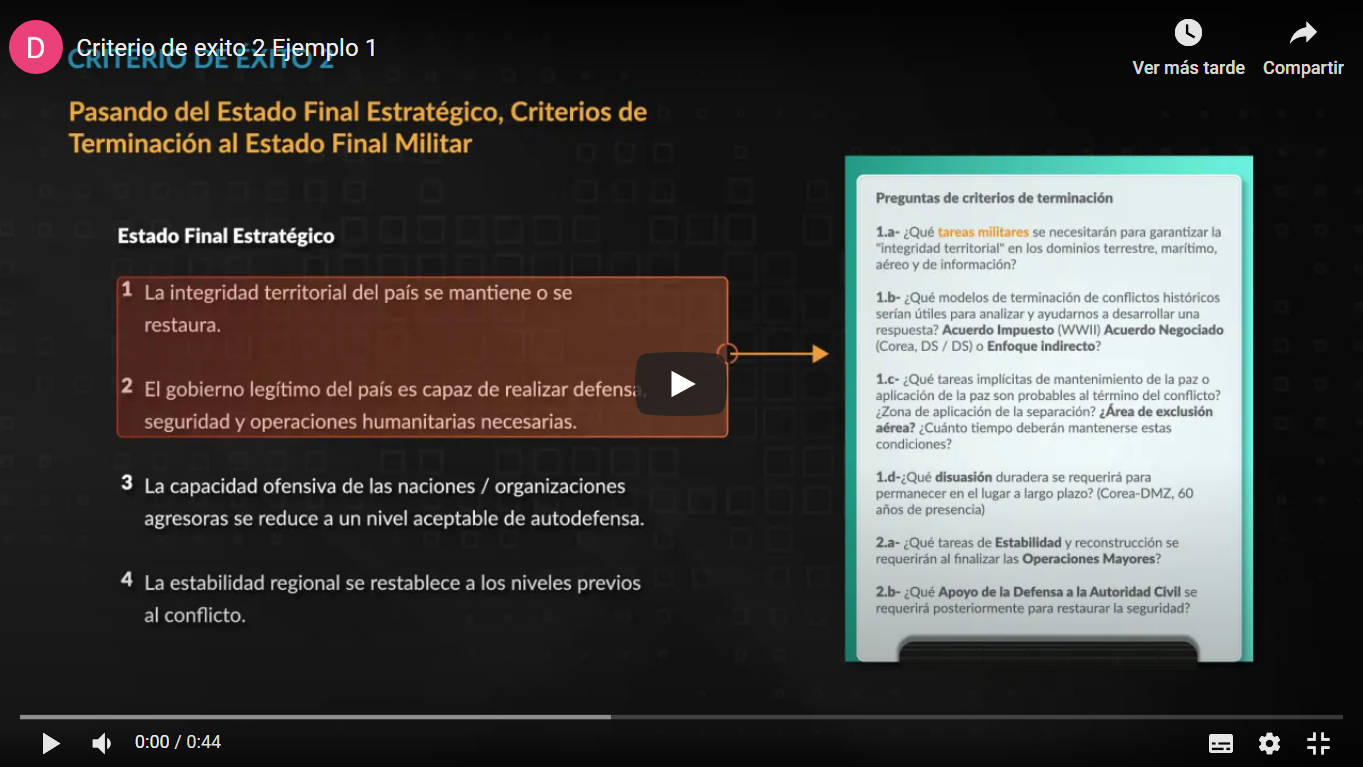 D
Criterio de exito 2 Ejemplo 1
CRITERIO DE ÉXITO 2
Ver más tarde
Compartir
Pasando del Estado Final Estratégico, Criterios de
Terminación al Estado Final Militar
Estado Final Estratégico
1 La integridad territorial del país se mantiene o se
restaura.
2 El gobierno legítimo del país es capaz de realizar defensa,
seguridad y operaciones humanitarias necesarias.
3 La capacidad ofensiva de las naciones / organizaciones
agresoras se reduce a un nivel aceptable de autodefensa.
4 La estabilidad regional se restablece a los niveles previos
al conflicto.
Preguntas de criterios de terminación
1.a- ¿Qué tareas militares se necesitarán para garantizar la
"integridad territorial" en los dominios terrestre, marítimo,
aéreo y de información?
1.b- ¿Qué modelos de terminación de conflictos históricos
serían útiles para analizar y ayudarnos a desarrollar una
respuesta? Acuerdo Impuesto (WWII) Acuerdo Negociado
(Corea, DS / DS) o Enfoque indirecto?
1.c- ¿Qué tareas implícitas de mantenimiento de la paz o
aplicación de la paz son probables al término del conflicto?
¿Zona de aplicación de la separación? ¿Área de exclusión
aérea? ¿Cuánto tiempo deberán mantenerse estas
condiciones?
1.d-¿Qué disuasión duradera se requerirá para
permanecer en el lugar a largo plazo? (Corea-DMZ, 60
años de presencia)
2.a- ¿Qué tareas de Estabilidad y reconstrucción se
requerirán al finalizar las Operaciones Mayores?
2.b- ¿Qué Apoyo de la Defensa a la Autoridad Civil se
requerirá posteriormente para restaurar la seguridad?
0:00 / 0:44